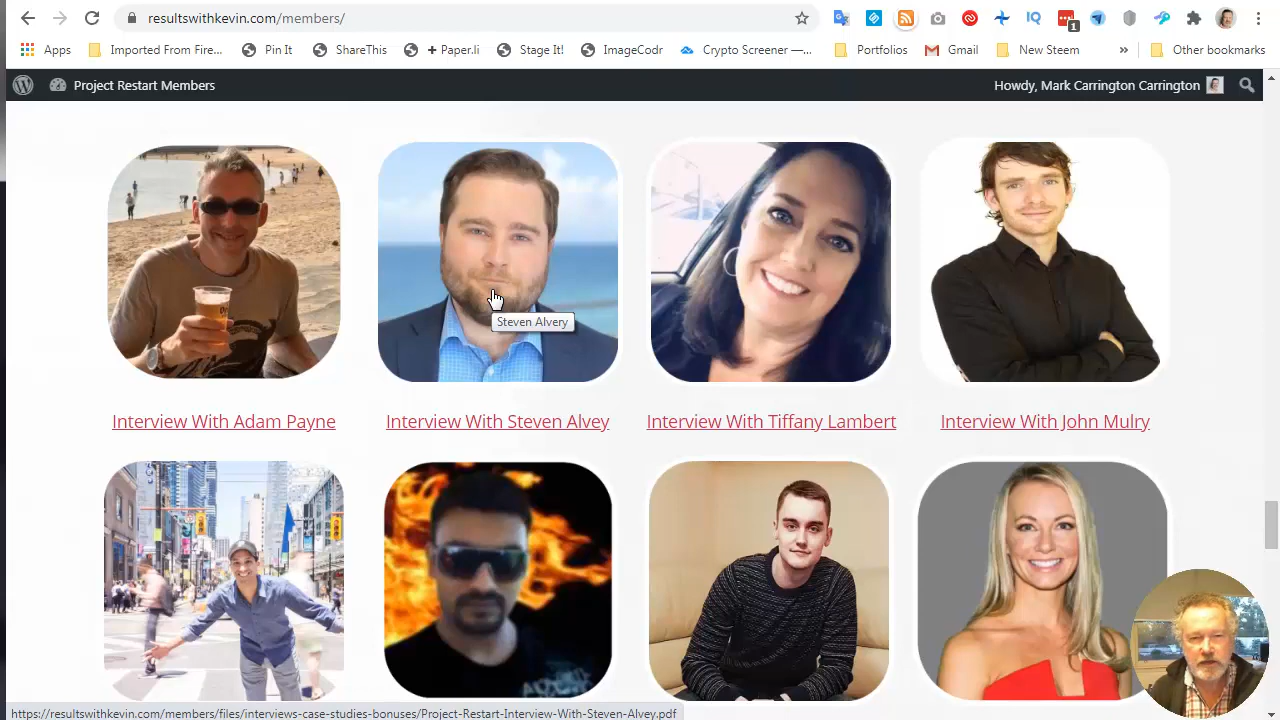 resultswithkevin.com/members/
1
Apps
Imported From Fire...
Pin It
ShareThis
+ Paper.li
Stage It!
ImageCodr
Crypto Screener —...
Portfolios
Gmail
New Steem
»
Other bookmarks
Project Restart Members
Howdy, Mark Carrington Carrington
Steven Alvery
Interview With Adam Payne
Interview With Steven Alvey
Interview With Tiffany Lambert
Interview With John Mulry
https://resultswithkevin.com/members/files/interviews-case-studies-bonuses/Project-Restart-Interview-With-Steven-Alvey.pdf